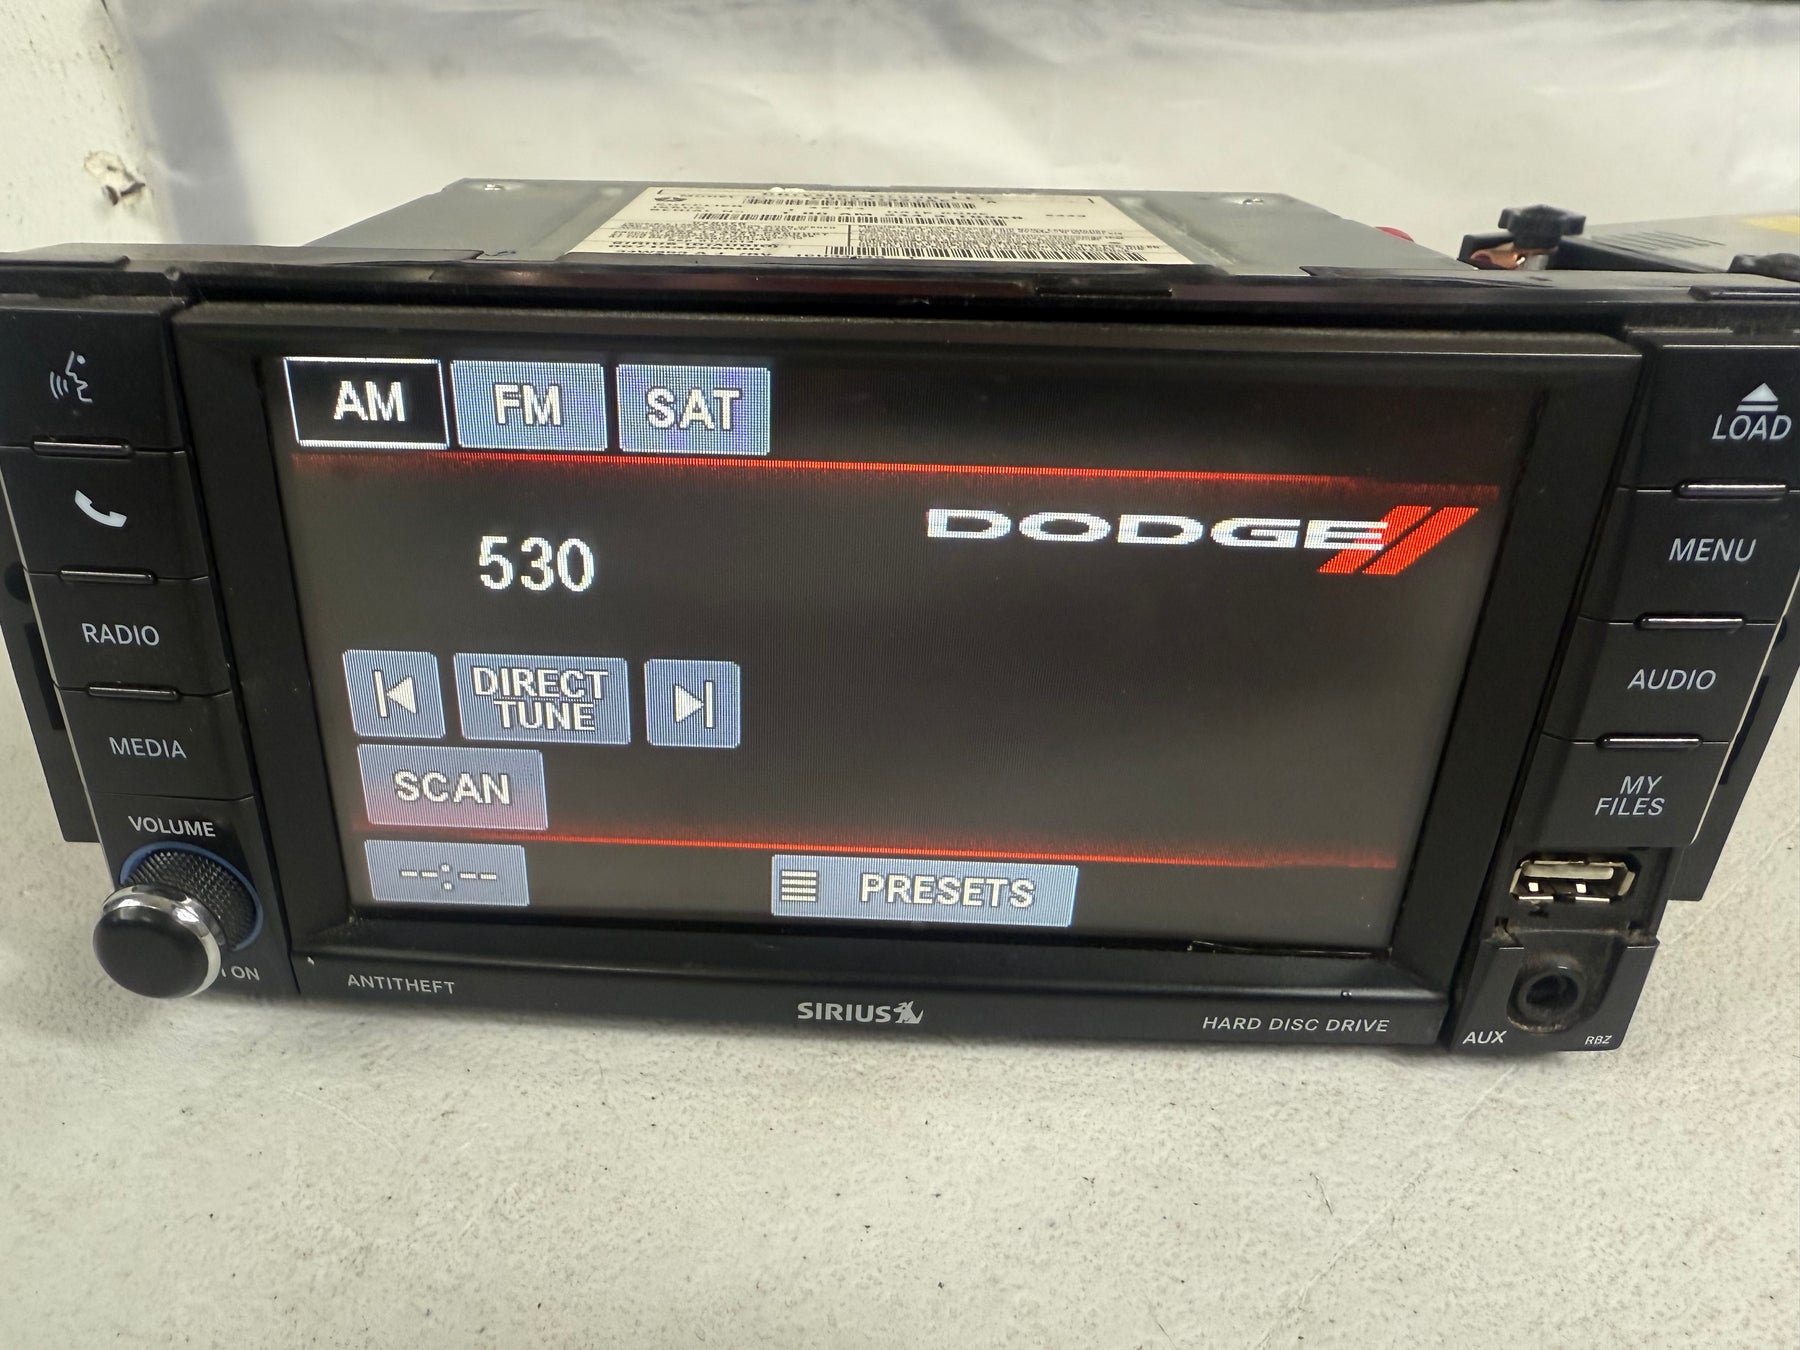 AM FM SAT
LOAD
DODGE
530
MENU
RADIO
DIRECT
TUNE
AUDIO
MEDIA
SCAN
MY
FILES
VOLUME
--:--
PRESETS
ON
ANTITHEFT
SIRIUS
HARD DISC DRIVE
AUX
RBZ